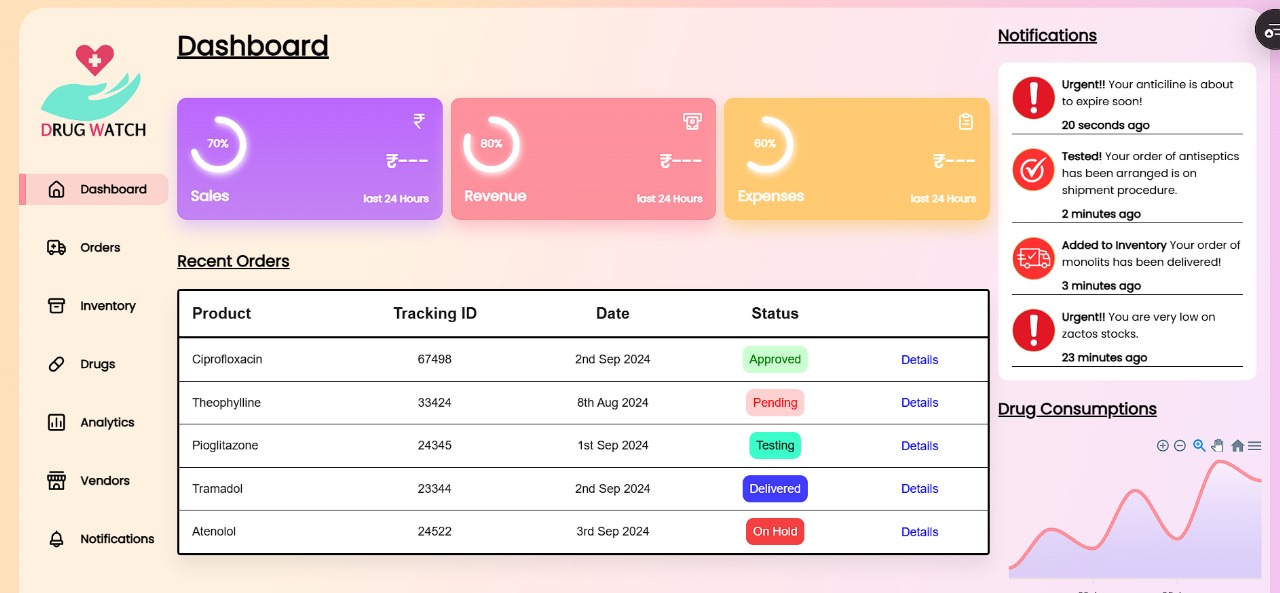 DRUG WATCH
Dashboard
Orders
Inventory
Drugs
Analytics
Vendors
Notifications
Dashboard
70%
₹---
Sales
last 24 Hours
80%
₹---
Revenue
last 24 Hours
60%
₹---
Expenses
last 24 Hours
Recent Orders
Product Tracking ID Date Status
Ciprofloxacin 67498 2nd Sep 2024 Approved Details
Theophylline 33424 8th Aug 2024 Pending Details
Pioglitazone 24345 1st Sep 2024 Testing Details
Tramadol 23344 2nd Sep 2024 Delivered Details
Atenolol 24522 3rd Sep 2024 On Hold Details
Notifications
Urgent!! Your anticiline is about
to expire soon!
20 seconds ago
Tested! Your order of antiseptics
has been arranged is on
shipment procedure.
2 minutes ago
Added to Inventory Your order of
monolits has been delivered!
3 minutes ago
Urgent!! You are very low on
zactos stocks.
23 minutes ago
Drug Consumptions